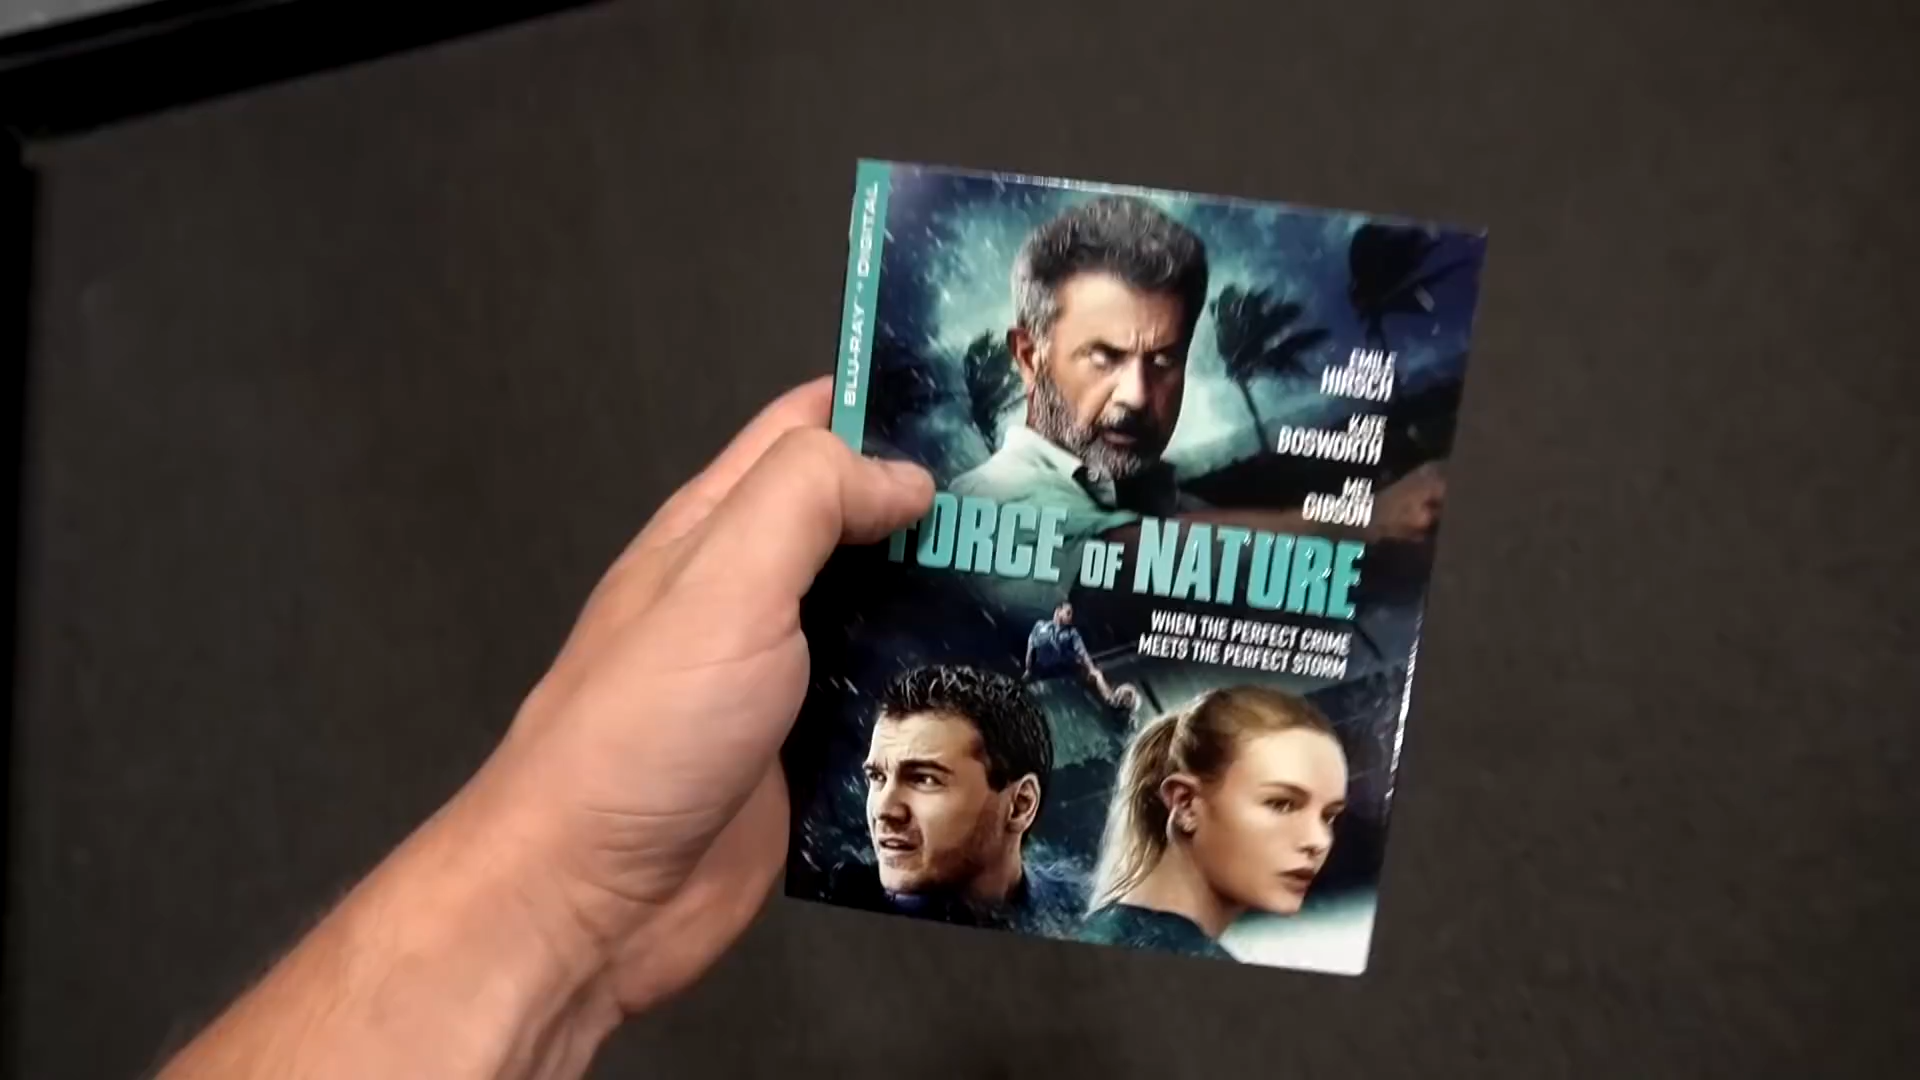 BLU-RAY + DIGITAL
EMILE
HIRSCH
KATE
BOSWORTH
MEL
GIBSON
FORCE OF NATURE
WHEN THE PERFECT CRIME
MEETS THE PERFECT STORM